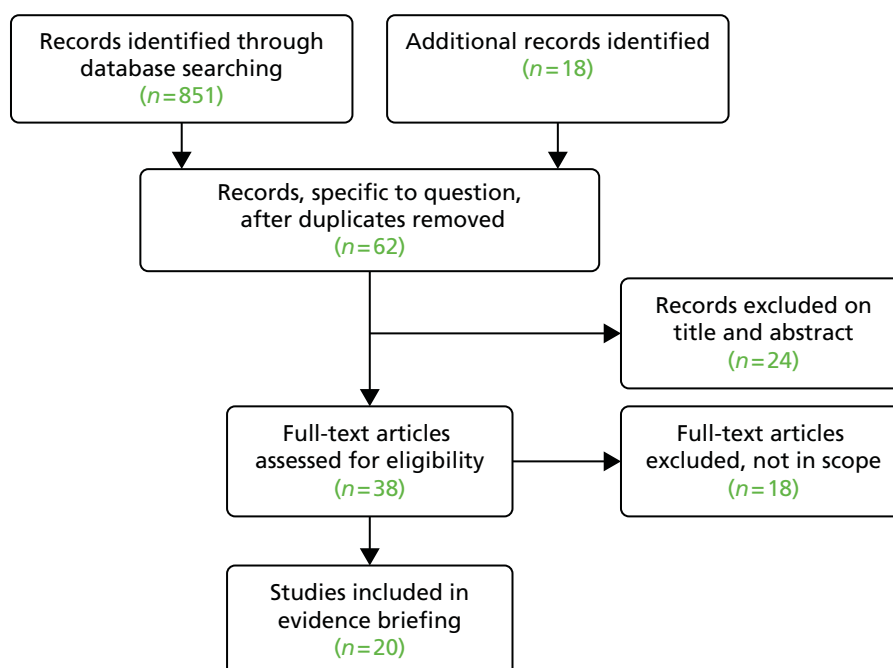 Records identified through
database searching
(n=851)
Additional records identified
(n=18)
Records, specific to question,
after duplicates removed
(n=62)
Records excluded on
title and abstract
(n=24)
Full-text articles
assessed for eligibility
(n=38)
Full-text articles
excluded, not in scope
(n=18)
Studies included in
evidence briefing
(n=20)